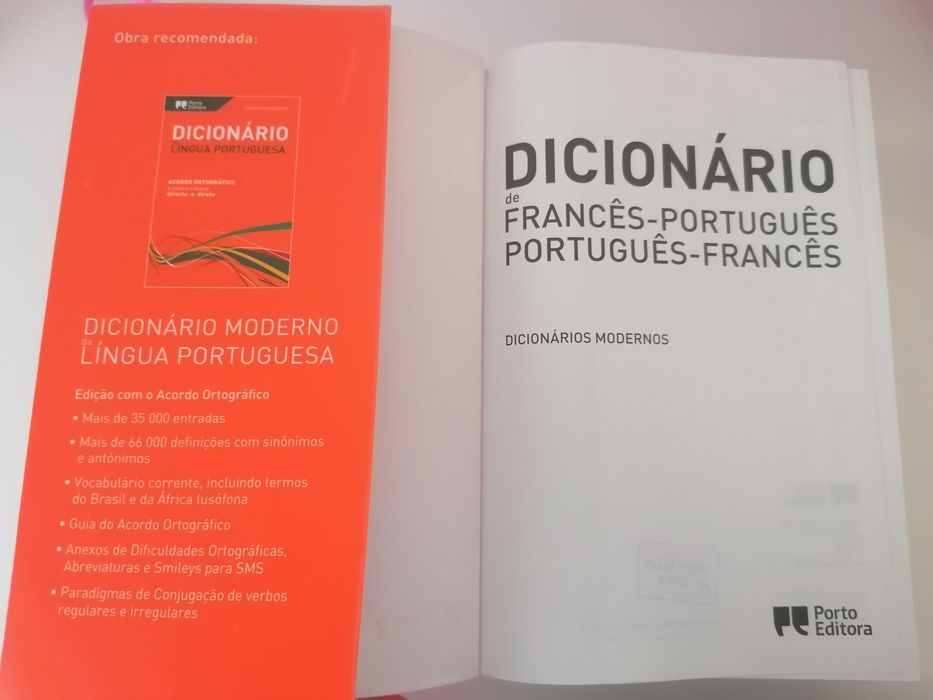 Obra recomendada:
Porto
Editora
DICIONÁRIO
LÍNGUA PORTUGUESA
ACORDO ORTOGRÁFICO
DICIONÁRIO MODERNO
da
LÍNGUA PORTUGUESA
Edição com o Acordo Ortográfico
• Mais de 35 000 entradas
• Mais de 66 000 definições com sinónimos
e antónimos
• Vocabulário corrente, incluindo termos
do Brasil e da África lusófona
• Guia do Acordo Ortográfico
• Anexos de Dificuldades Ortográficas,
Abreviaturas e Smileys para SMS
• Paradigmas de Conjugação de verbos
regulares e irregulares
DICIONÁRIO
de
FRANCÊS-PORTUGUÊS
PORTUGUÊS-FRANCÊS
DICIONÁRIOS MODERNOS
Porto
Editora